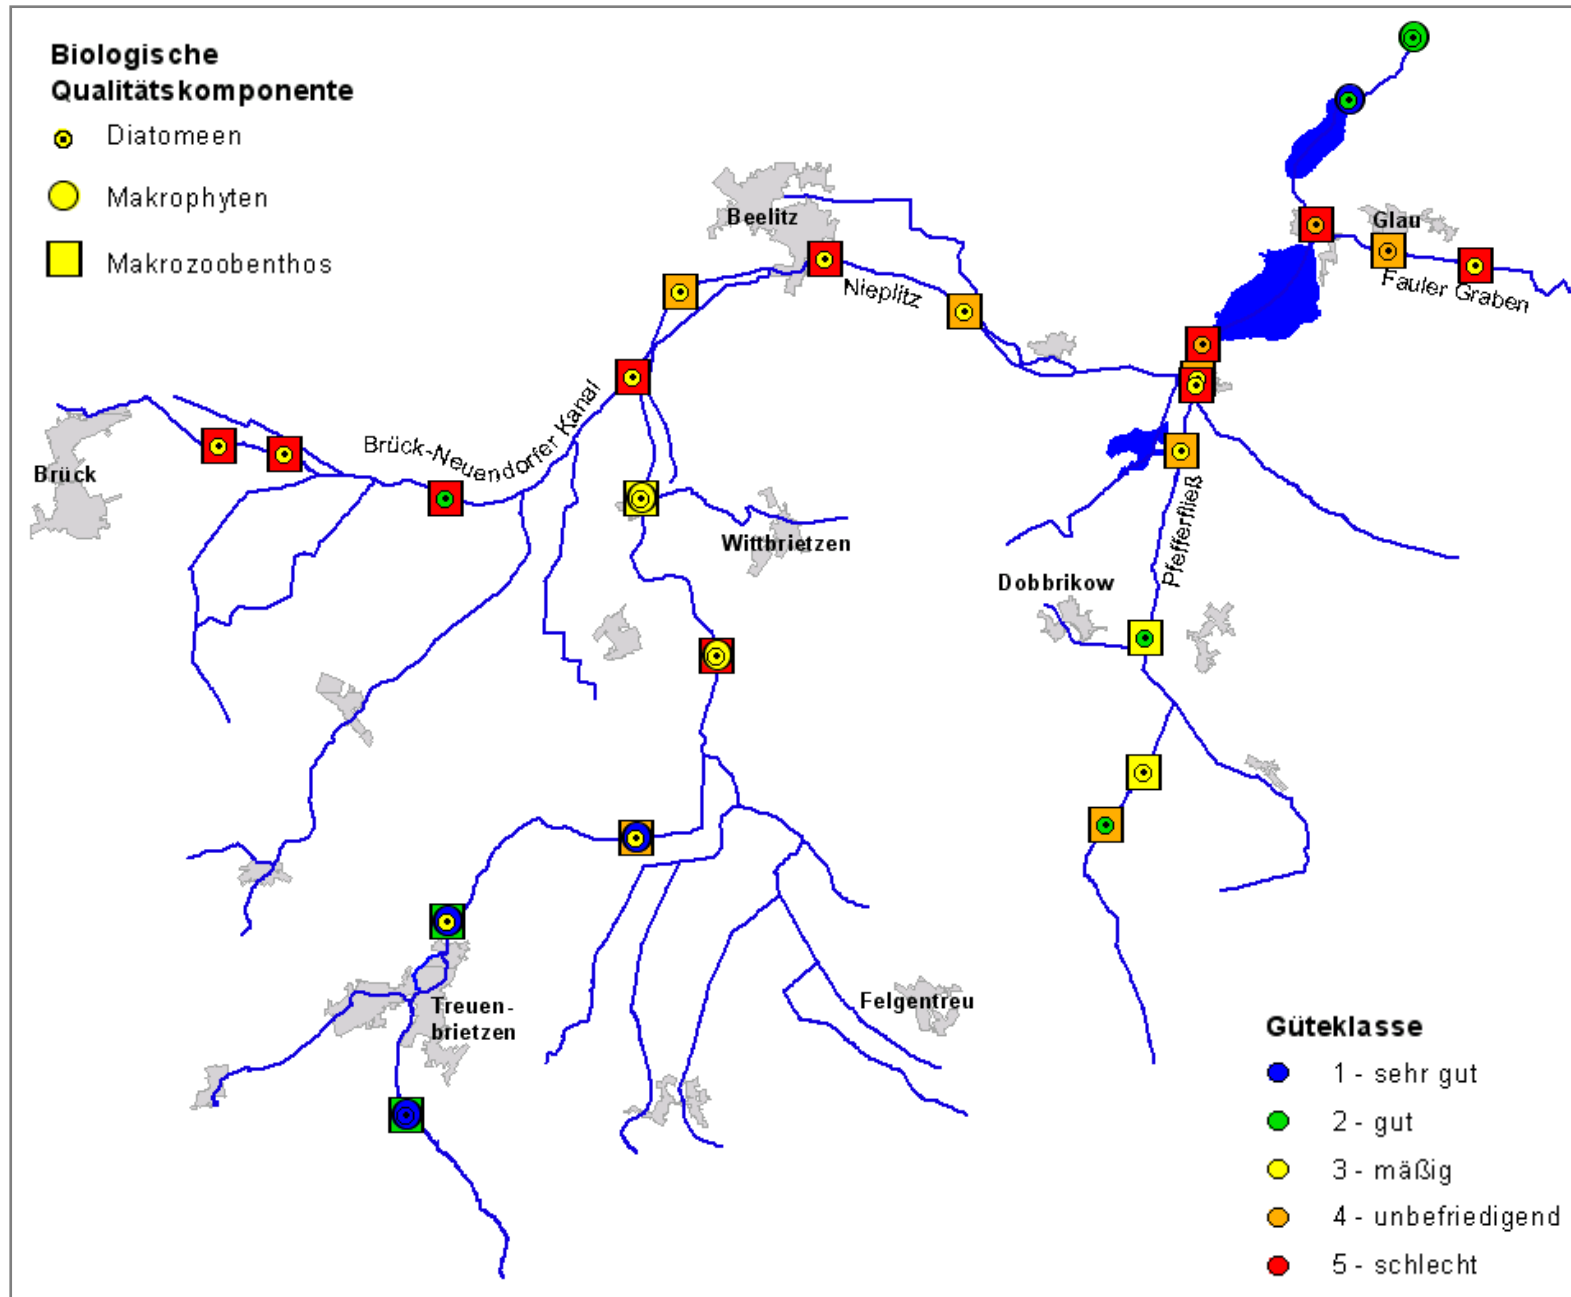 Biologische
Qualitätskomponente
Diatomeen
Makrophyten
Makrozoobenthos
Beelitz
Glau
Nieplitz
Fauler Graben
Brück-Neuendorfer Kanal
Brück
Wittbrietzen
Pfefferfließ
Dobbrikow
Treuen-
brietzen
Felgentreu
Güteklasse
1 - sehr gut
2 - gut
3 - mäßig
4 - unbefriedigend
5 - schlecht